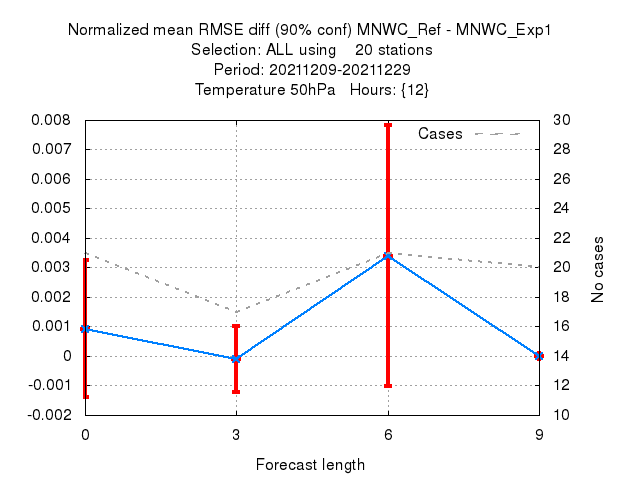 Normalized mean RMSE diff (90% conf) MNWC_Ref - MNWC_Exp1
Selection: ALL using 20 stations
Period: 20211209-20211229
Temperature 50hPa Hours: {12}
Cases
0.008
0.007
0.006
0.005
0.004
0.003
0.002
0.001
0
-0.001
-0.002
30
28
26
24
22
20
18
16
14
12
10
No cases
0 3 6 9
Forecast length